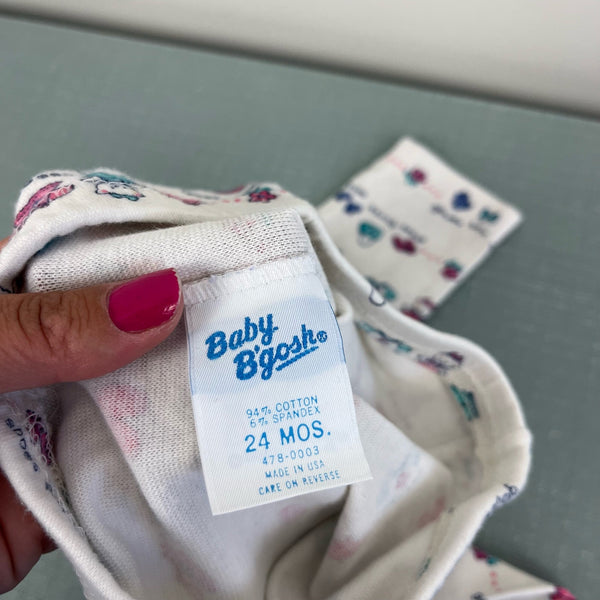 Baby
B'gosh®
94% COTTON
6% SPANDEX
24 MOS.
478-0003
MADE IN USA
CARE ON REVERSE